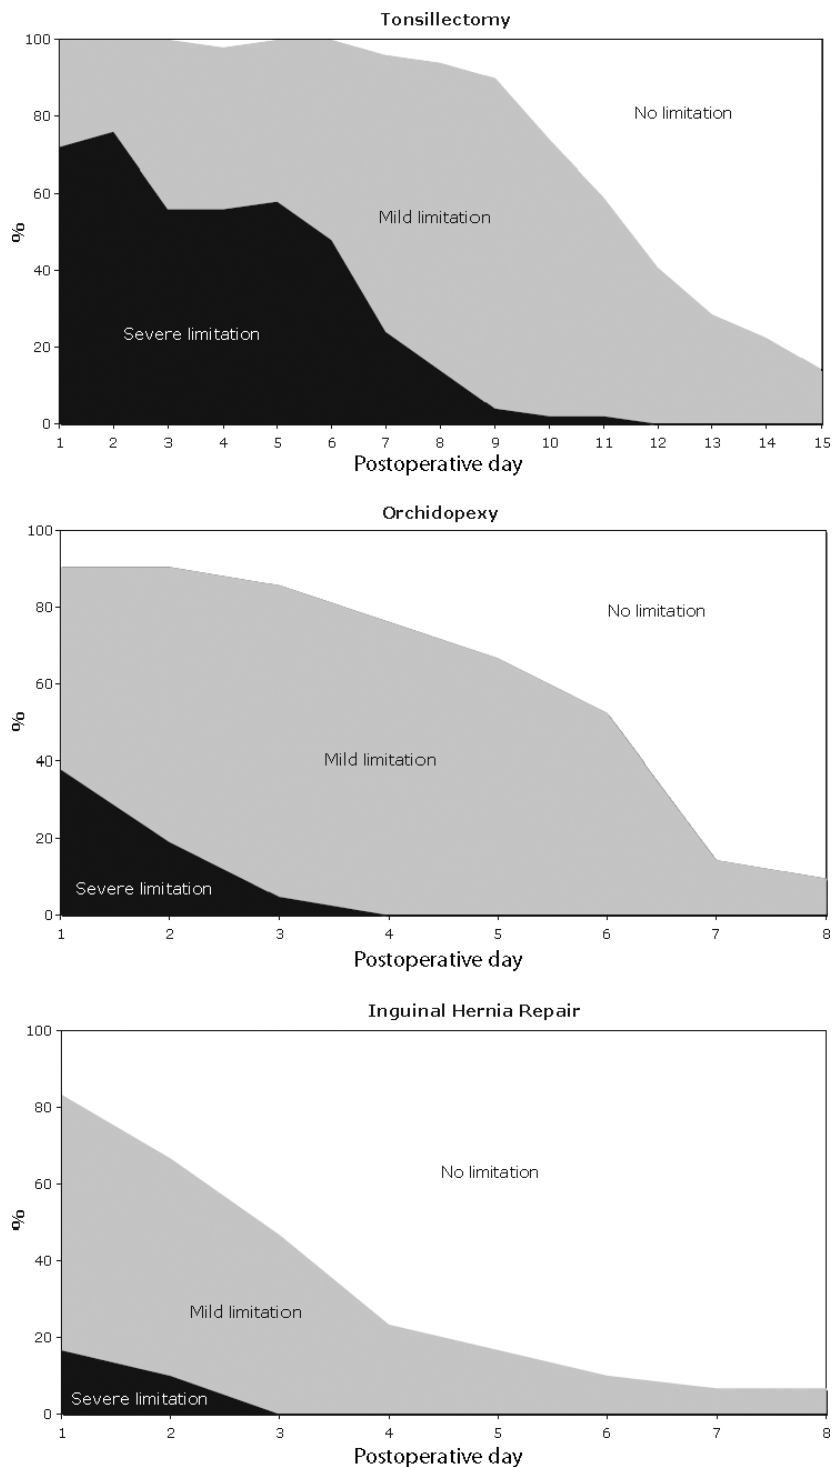 Tonsillectomy
100
80
60
40
20
0
%
No limitation
Mild limitation
Severe limitation
1 2 3 4 5 6 7 8 9 10 11 12 13 14 15
Postoperative day
Orchidopexy
100
80
60
40
20
0
%
No limitation
Mild limitation
Severe limitation
1 2 3 4 5 6 7 8
Postoperative day
Inguinal Hernia Repair
100
80
60
40
20
0
%
No limitation
Mild limitation
Severe limitation
1 2 3 4 5 6 7 8
Postoperative day